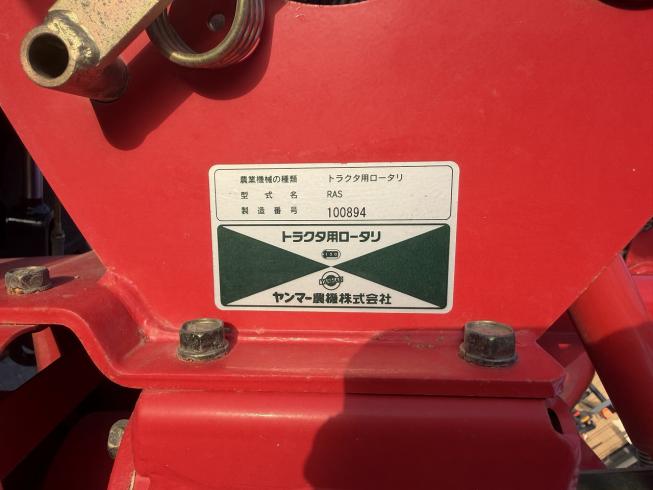 農業機械の種類 トラクタ用ロータリ
型式名 RAS
製造番号 100894
トラクタ用ロータリ
ヤンマー農機株式会社